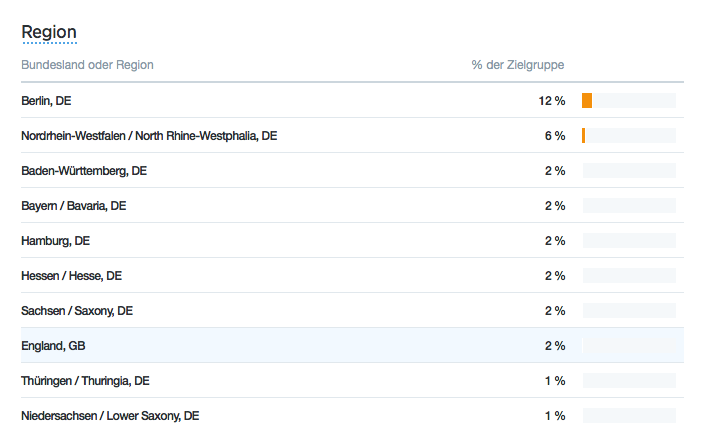 Region
Bundesland oder Region % der Zielgruppe
Berlin, DE 12 %
Nordrhein-Westfalen / North Rhine-Westphalia, DE 6 %
Baden-Württemberg, DE 2 %
Bayern / Bavaria, DE 2 %
Hamburg, DE 2 %
Hessen / Hesse, DE 2 %
Sachsen / Saxony, DE 2 %
England, GB 2 %
Thüringen / Thuringia, DE 1 %
Niedersachsen / Lower Saxony, DE 1 %